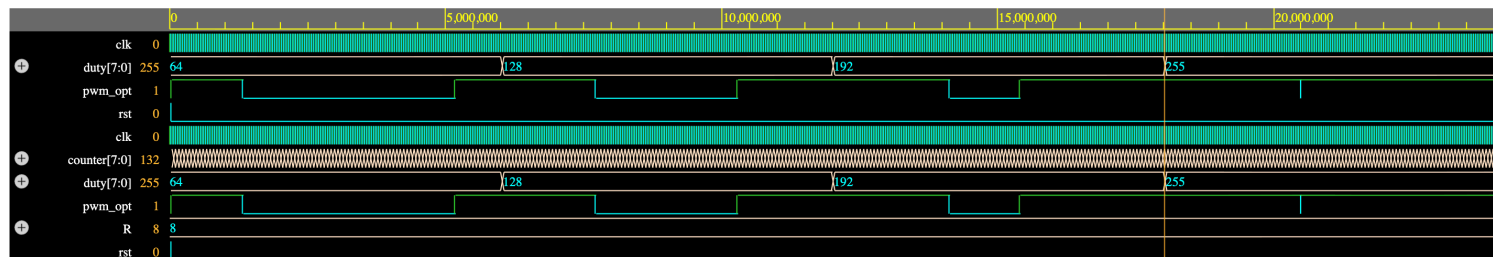 0 5,000,000 10,000,000 15,000,000 20,000,000
clk 0
duty[7:0] 255 64 128 192 255
pwm_opt 1
rst 0
clk 0
counter[7:0] 132
duty[7:0] 255 64 128 192 255
pwm_opt 1
R 8 8
rst 0